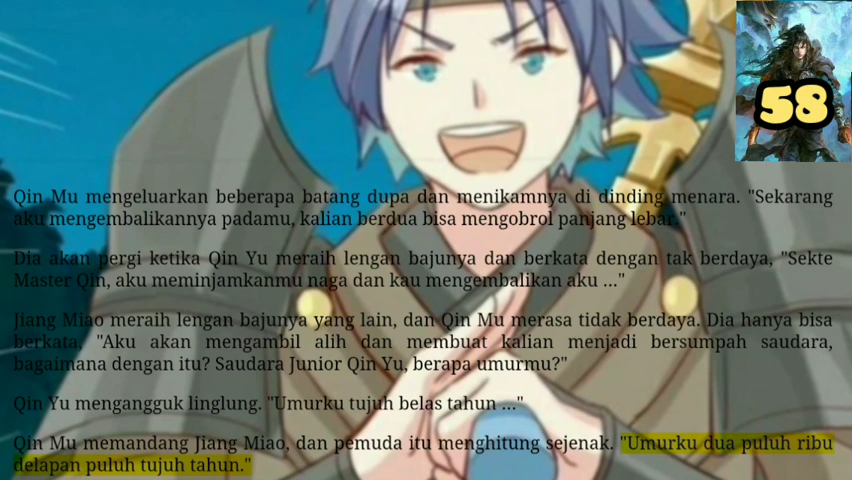 58
Qin Mu mengeluarkan beberapa batang dupa dan menikamnya di dinding menara. "Sekarang
aku mengembalikannya padamu, kalian berdua bisa mengobrol panjang lebar."
Dia akan pergi ketika Qin Yu meraih lengan bajunya dan berkata dengan tak berdaya, "Sekte
Master Qin, aku meminjamkanmu naga dan kau mengembalikan aku ..."
Jiang Miao meraih lengan bajunya yang lain, dan Qin Mu merasa tidak berdaya. Dia hanya bisa
berkata, "Aku akan mengambil alih dan membuat kalian menjadi bersumpah saudara,
bagaimana dengan itu? Saudara Junior Qin Yu, berapa umurmu?"
Qin Yu mengangguk linglung. "Umurku tujuh belas tahun ..."
Qin Mu memandang Jiang Miao, dan pemuda itu menghitung sejenak. "Umurku dua puluh ribu
delapan puluh tujuh tahun."